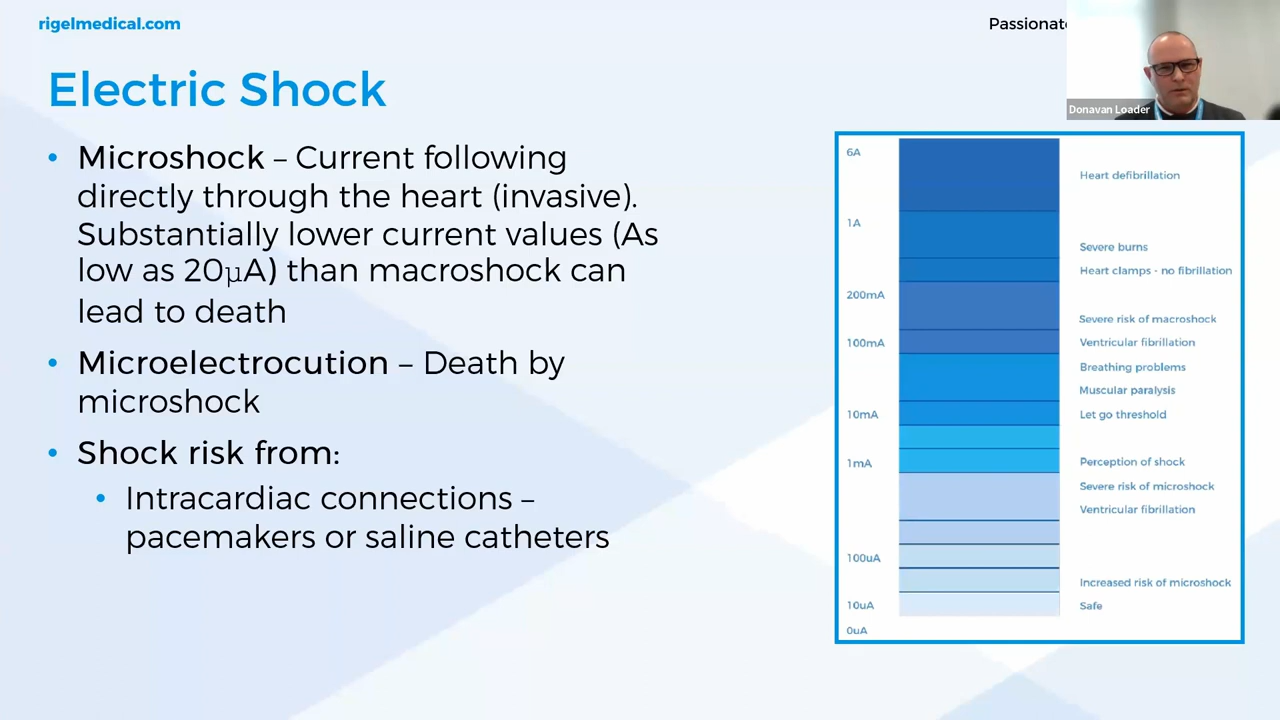 rigelmedical.com
Passionate
Donavan Loader
Electric Shock
• Microshock – Current following
directly through the heart (invasive).
Substantially lower current values (As
low as 20µA) than macroshock can
lead to death
• Microelectrocution – Death by
microshock
• Shock risk from:
• Intracardiac connections –
pacemakers or saline catheters
6A
Heart defibrillation
1A
Severe burns
Heart clamps - no fibrillation
200mA
Severe risk of macroshock
100mA
Ventricular fibrillation
Breathing problems
Muscular paralysis
10mA
Let go threshold
1mA
Perception of shock
Severe risk of microshock
Ventricular fibrillation
100uA
Increased risk of microshock
10uA
Safe
0uA